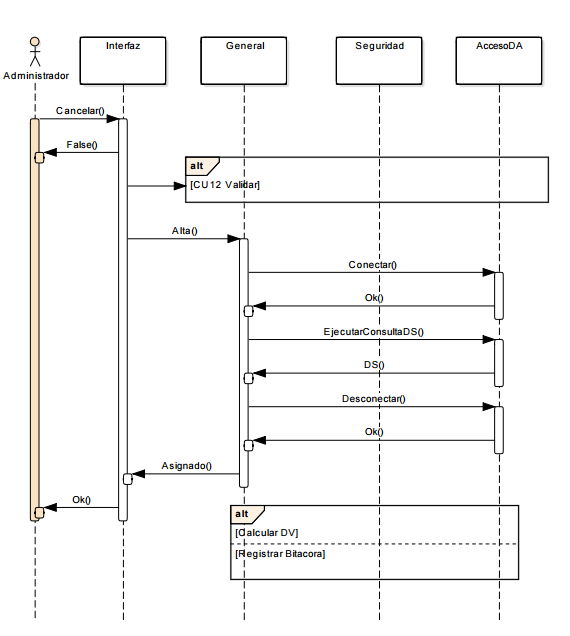 Interfaz
General
Seguridad
AccesoDA
Administrador
Cancelar()
False()
alt
[CU12 Validar]
Alta()
Conectar()
Ok()
EjecutarConsultaDS()
DS()
Desconectar()
Ok()
Asignado()
Ok()
alt
[Calcular DV]
[Registrar Bitacora]